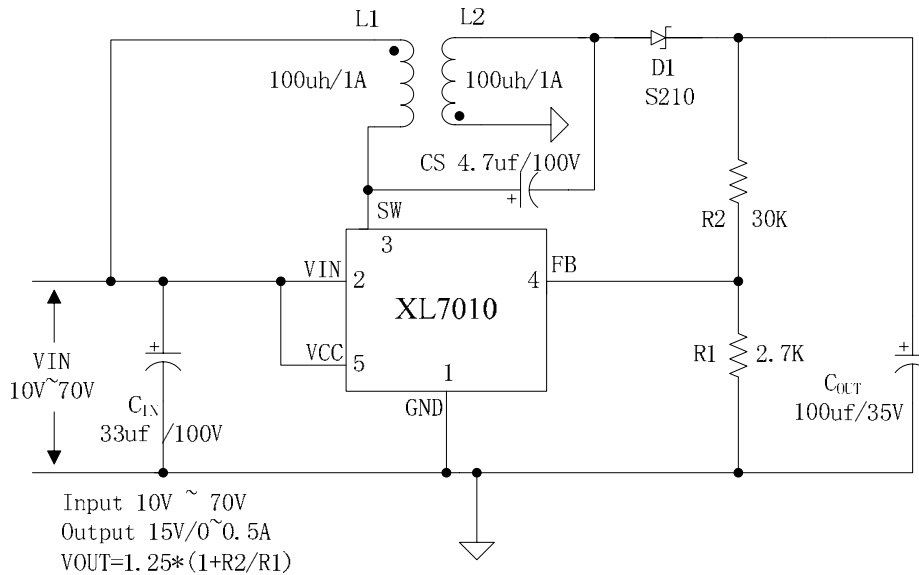 L1
L2
100uh/1A
100uh/1A
D1
S210
CS 4.7uf/100V
SW
3
R2 30K
VIN
2
FB
4
XL7010
VCC
5
1
GND
R1
2.7K
VIN
10V~70V
CIN
33uf /100V
COUT
100uf/35V
Input 10V ~ 70V
Output 15V/0~0.5A
VOUT=1.25*(1+R2/R1)